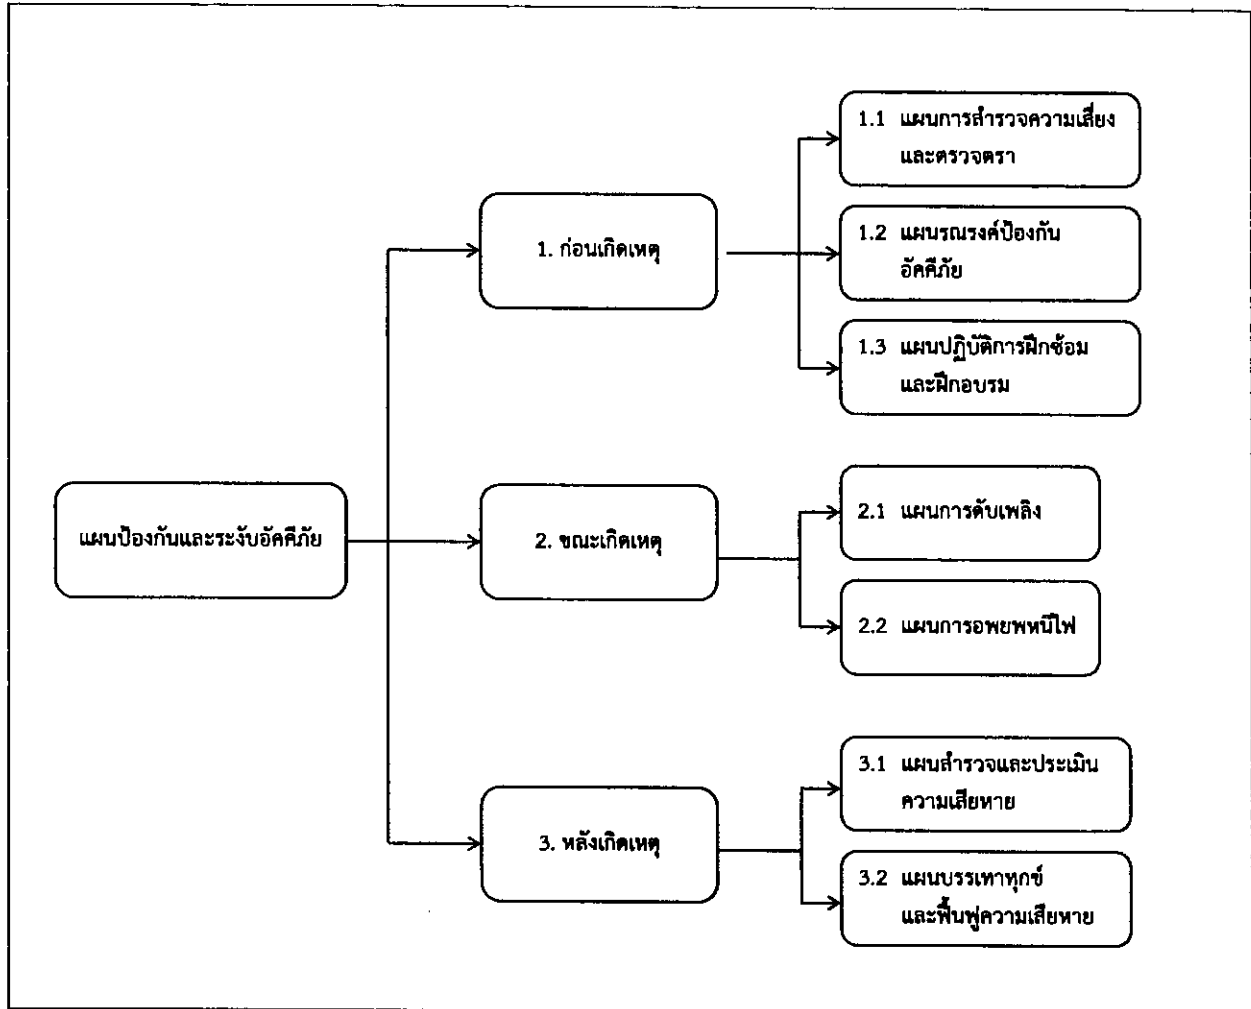 1.1 แผนการสำรวจความเสี่ยง
และตรวจตรา
1. ก่อนเกิดเหตุ
1.2 แผนรณรงค์ป้องกัน
อัคคีภัย
1.3 แผนปฏิบัติการฝึกซ้อม
และฝึกอบรม
แผนป้องกันและระงับอัคคีภัย
2. ขณะเกิดเหตุ
2.1 แผนการดับเพลิง
2.2 แผนการอพยพหนีไฟ
3. หลังเกิดเหตุ
3.1 แผนสำรวจและประเมิน
ความเสียหาย
3.2 แผนบรรเทาทุกข์
และฟื้นฟูความเสียหาย